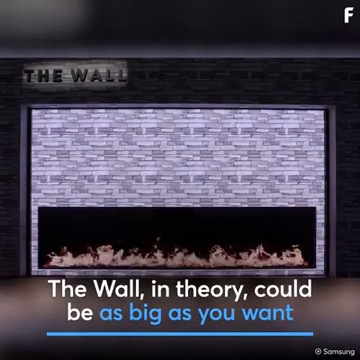 F
THE WALL
The Wall, in theory, could
be as big as you want
Samsung